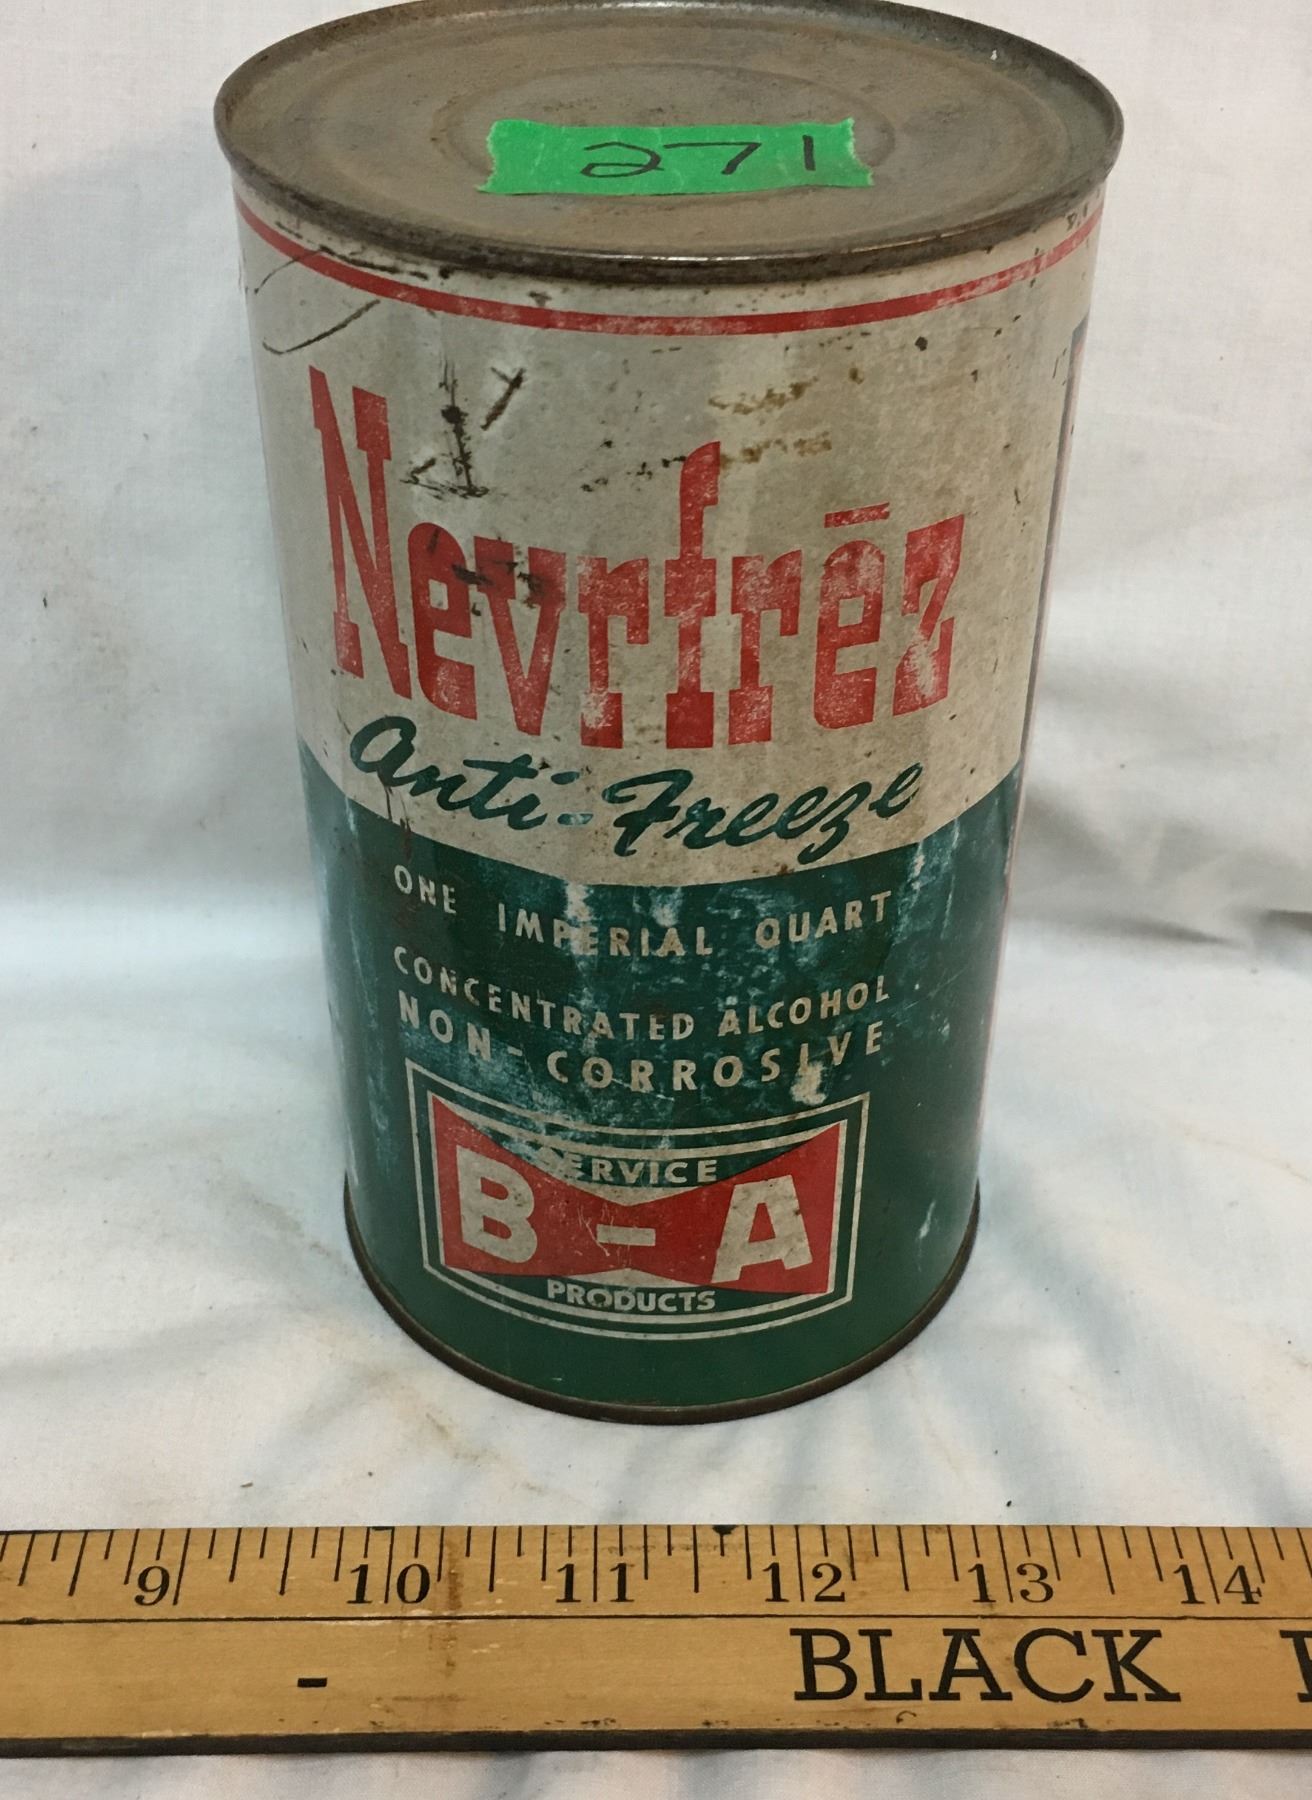 271
Nevrfrēz
Anti-Freeze
ONE IMPERIAL QUART
CONCENTRATED ALCOHOL
NON-CORROSIVE
SERVICE
B-A
PRODUCTS
9 10 11 12 13 14
- BLACK